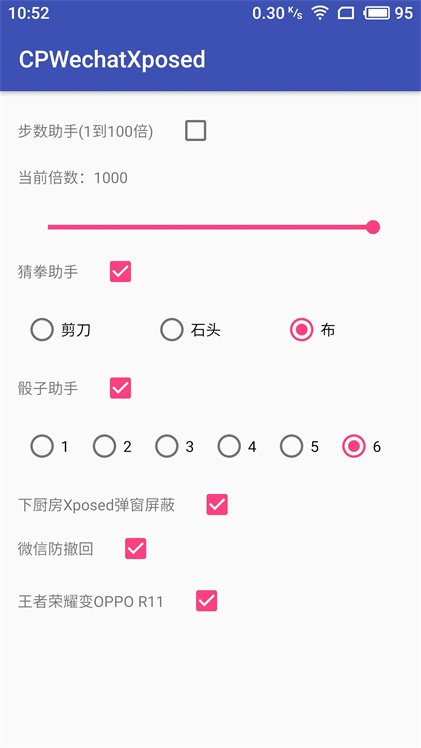 10:52 0.30 K/s 95
CPWechatXposed
步数助手(1到100倍)
当前倍数：1000
猜拳助手
剪刀 石头 布
骰子助手
1 2 3 4 5 6
下厨房Xposed弹窗屏蔽
微信防撤回
王者荣耀变OPPO R11